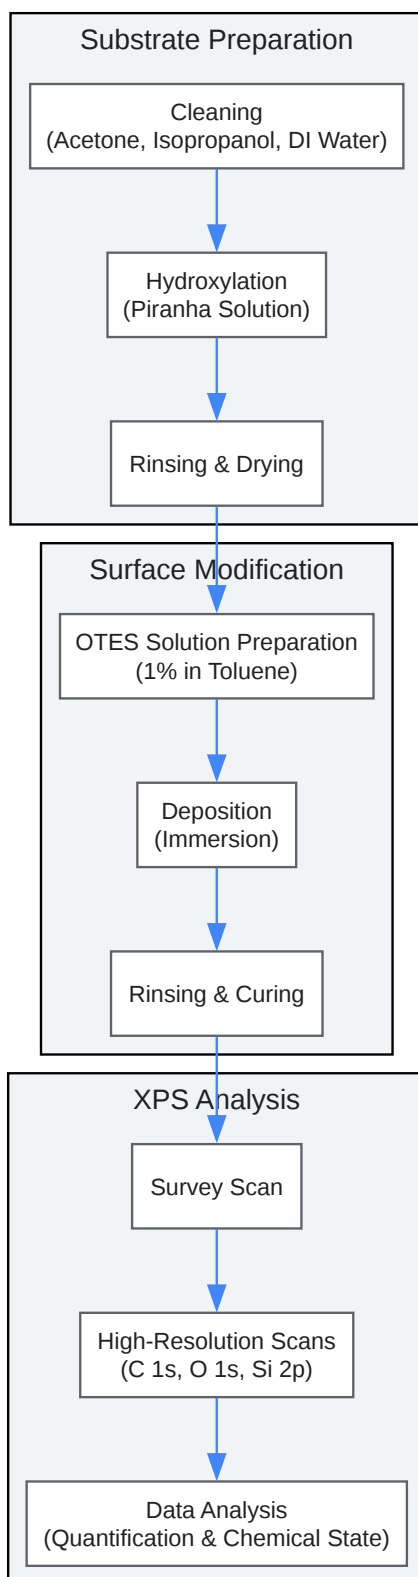 Substrate Preparation
Cleaning
(Acetone, Isopropanol, DI Water)
Hydroxylation
(Piranha Solution)
Rinsing & Drying
Surface Modification
OTES Solution Preparation
(1% in Toluene)
Deposition
(Immersion)
Rinsing & Curing
XPS Analysis
Survey Scan
High-Resolution Scans
(C 1s, O 1s, Si 2p)
Data Analysis
(Quantification & Chemical State)